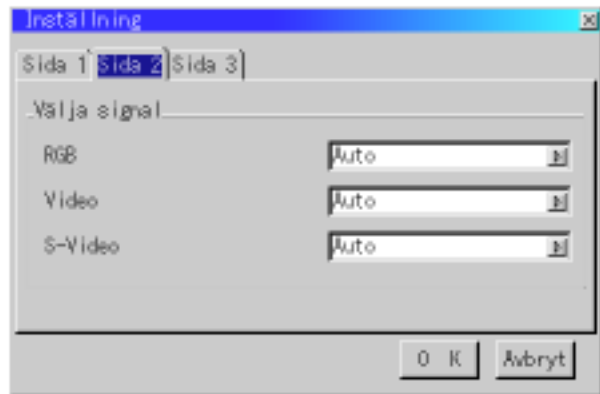 Inställning
Sida 1 Sida 2 Sida 3
Välja signal
RGB Auto
Video Auto
S-Video Auto
O K Avbryt